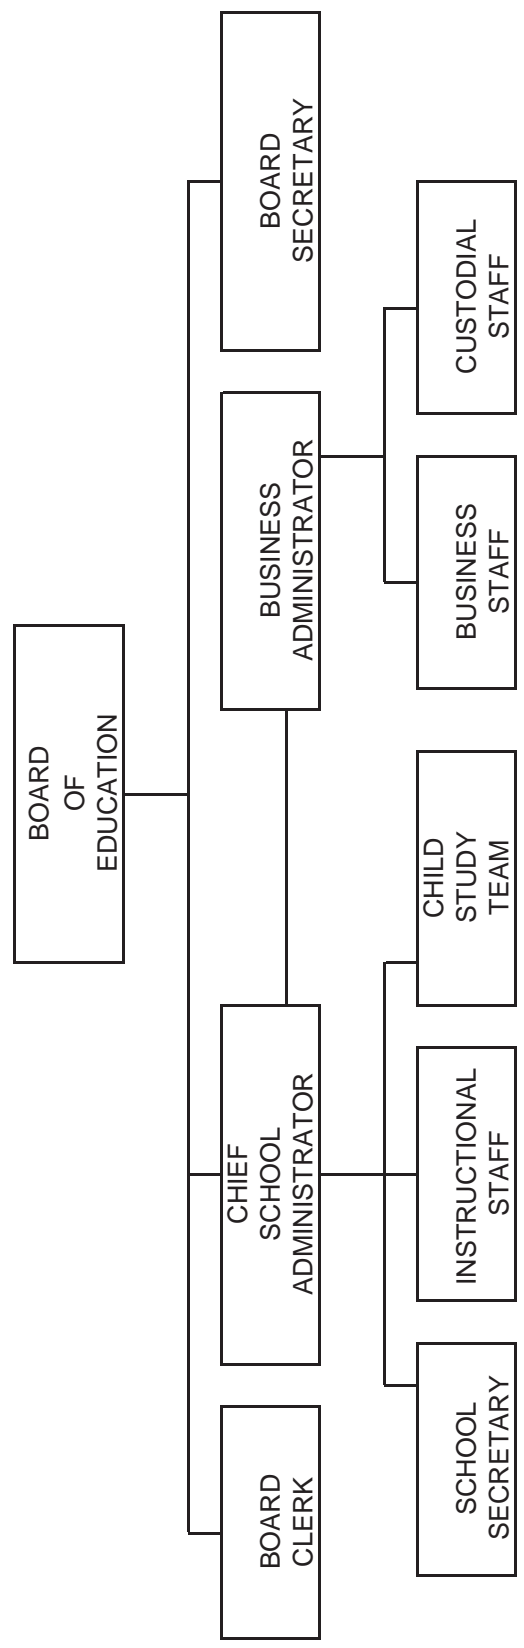 BOARD
OF
EDUCATION
BOARD
CLERK
CHIEF
SCHOOL
ADMINISTRATOR
BUSINESS
ADMINISTRATOR
BOARD
SECRETARY
SCHOOL
SECRETARY
INSTRUCTIONAL
STAFF
CHILD
STUDY
TEAM
BUSINESS
STAFF
CUSTODIAL
STAFF